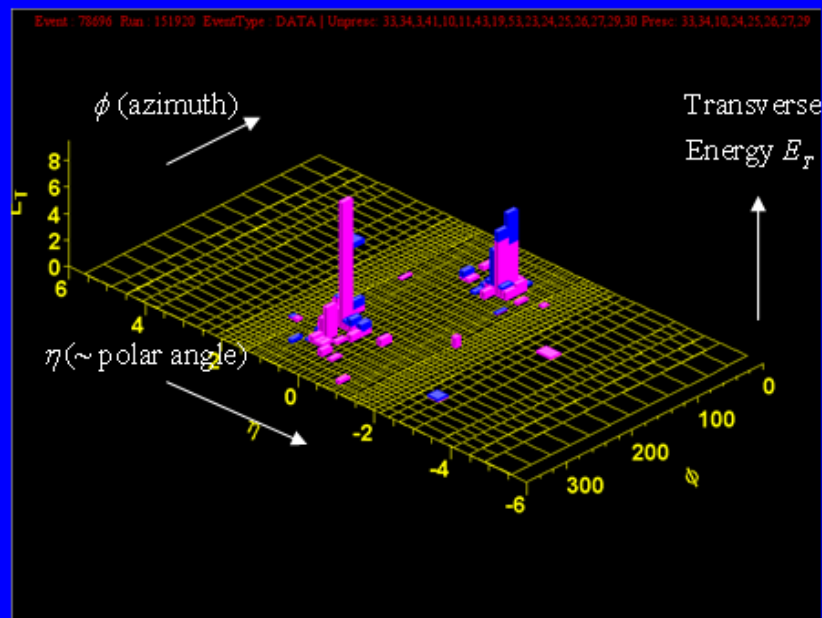 Event : 78696 Run : 151920 EventType : DATA | Unpresc: 33,34,3,41,10,11,43,19,53,23,24,25,26,27,29,30 Presc: 33,34,10,24,25,26,27,29
ϕ (azimuth)
Transverse
Energy E_T
8
6
4
2
0
E_T
6
4
2
0
-2
-4
-6
η (~ polar angle)
η
0
100
200
300
ϕ